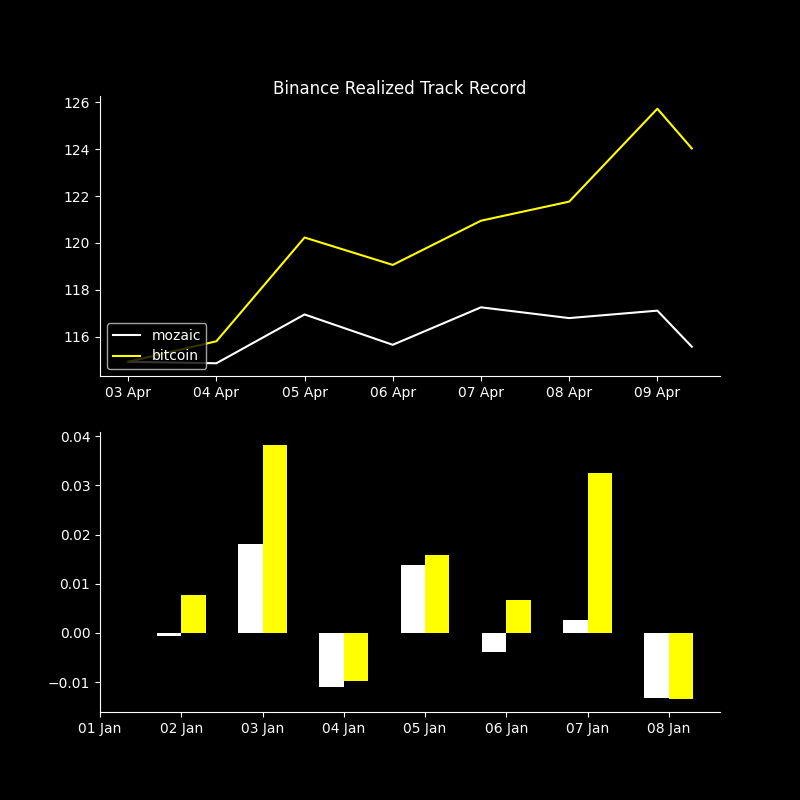 Binance Realized Track Record
126
124
122
120
118
116
mozaic
bitcoin
03 Apr 04 Apr 05 Apr 06 Apr 07 Apr 08 Apr 09 Apr
0.04
0.03
0.02
0.01
0.00
−0.01
01 Jan 02 Jan 03 Jan 04 Jan 05 Jan 06 Jan 07 Jan 08 Jan